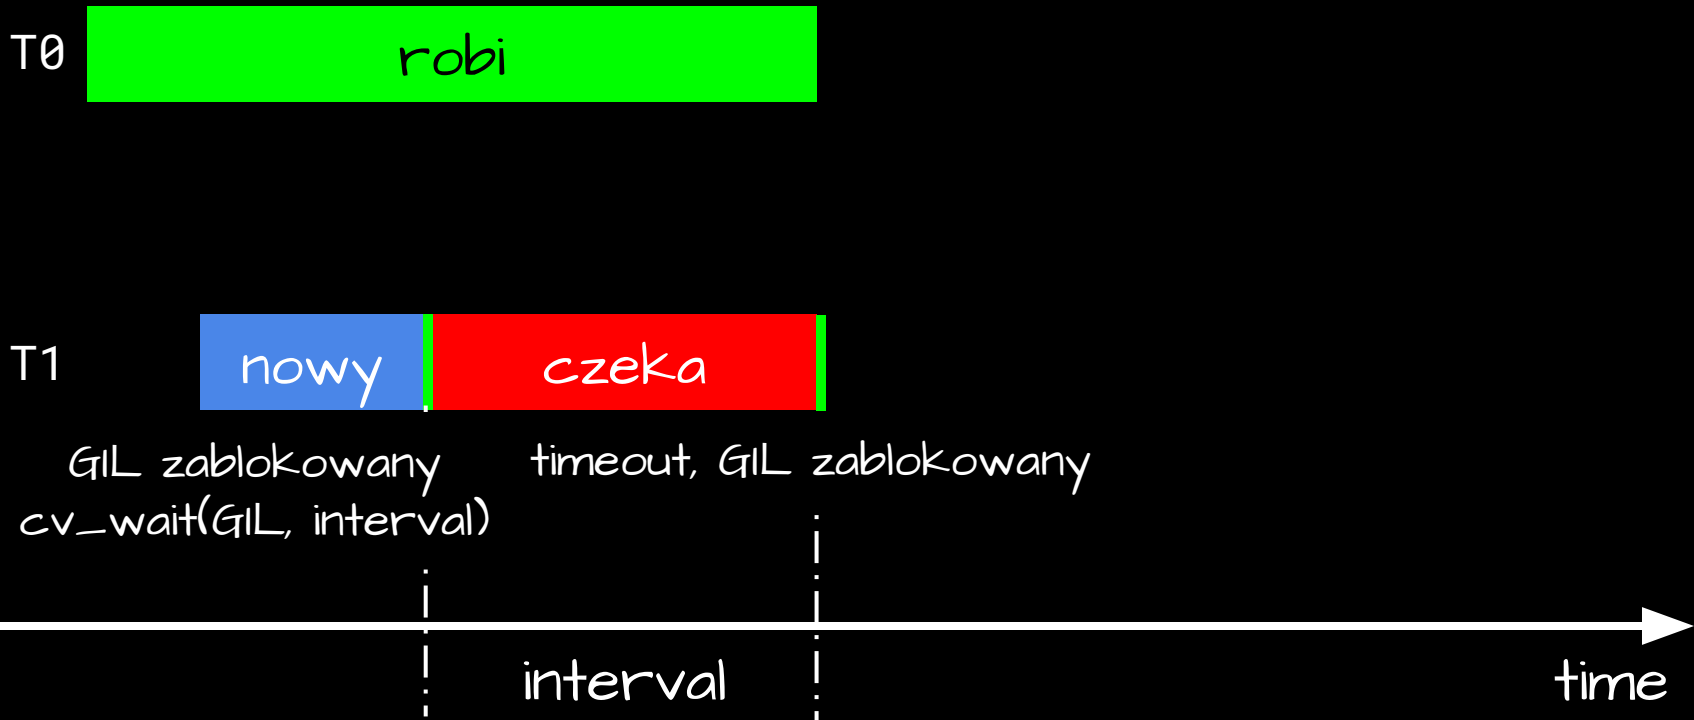 T0
robi
T1
nowy
czeka
GIL zablokowany
cv_wait(GIL, interval)
timeout, GIL zablokowany
interval
time